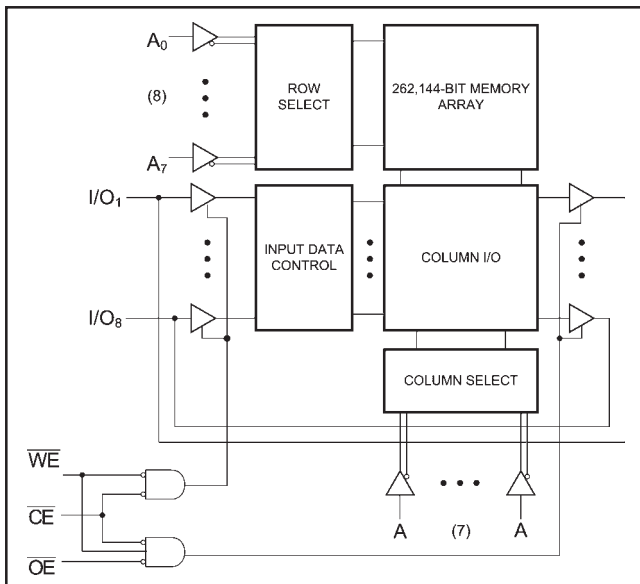 A0
(8)
A7
ROW
SELECT
262,144-BIT MEMORY
ARRAY
I/O1
I/O8
INPUT DATA
CONTROL
COLUMN I/O
COLUMN SELECT
WE
CE
OE
A
(7)
A